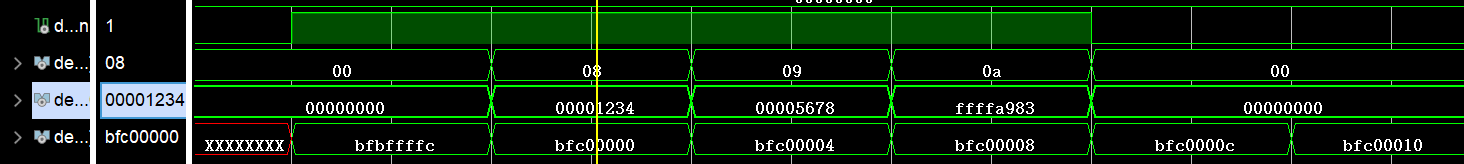 00000000
d...n 1
de... 08 00 08 09 0a 00
de... 00001234 00000000 00001234 00005678 ffffa983 00000000
de... bfc00000 XXXXXXXX bfbffffc bfc00000 bfc00004 bfc00008 bfc0000c bfc00010